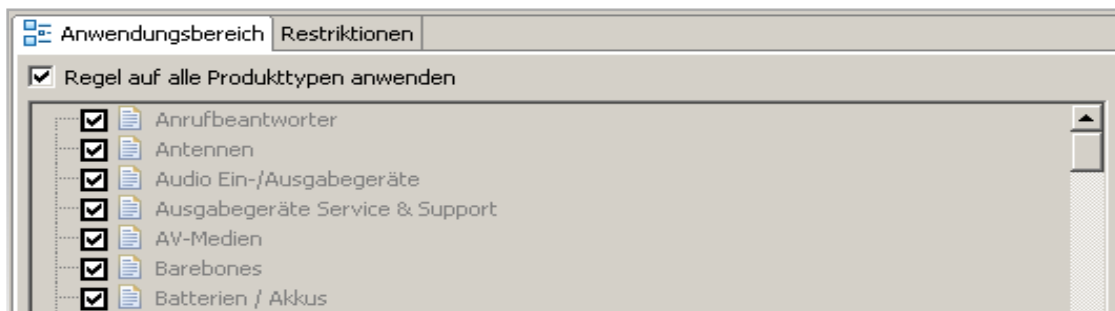 Anwendungsbereich Restriktionen
Regel auf alle Produkttypen anwenden
Anrufbeantworter
Antennen
Audio Ein-/Ausgabegeräte
Ausgabegeräte Service & Support
AV-Medien
Barebones
Batterien / Akkus